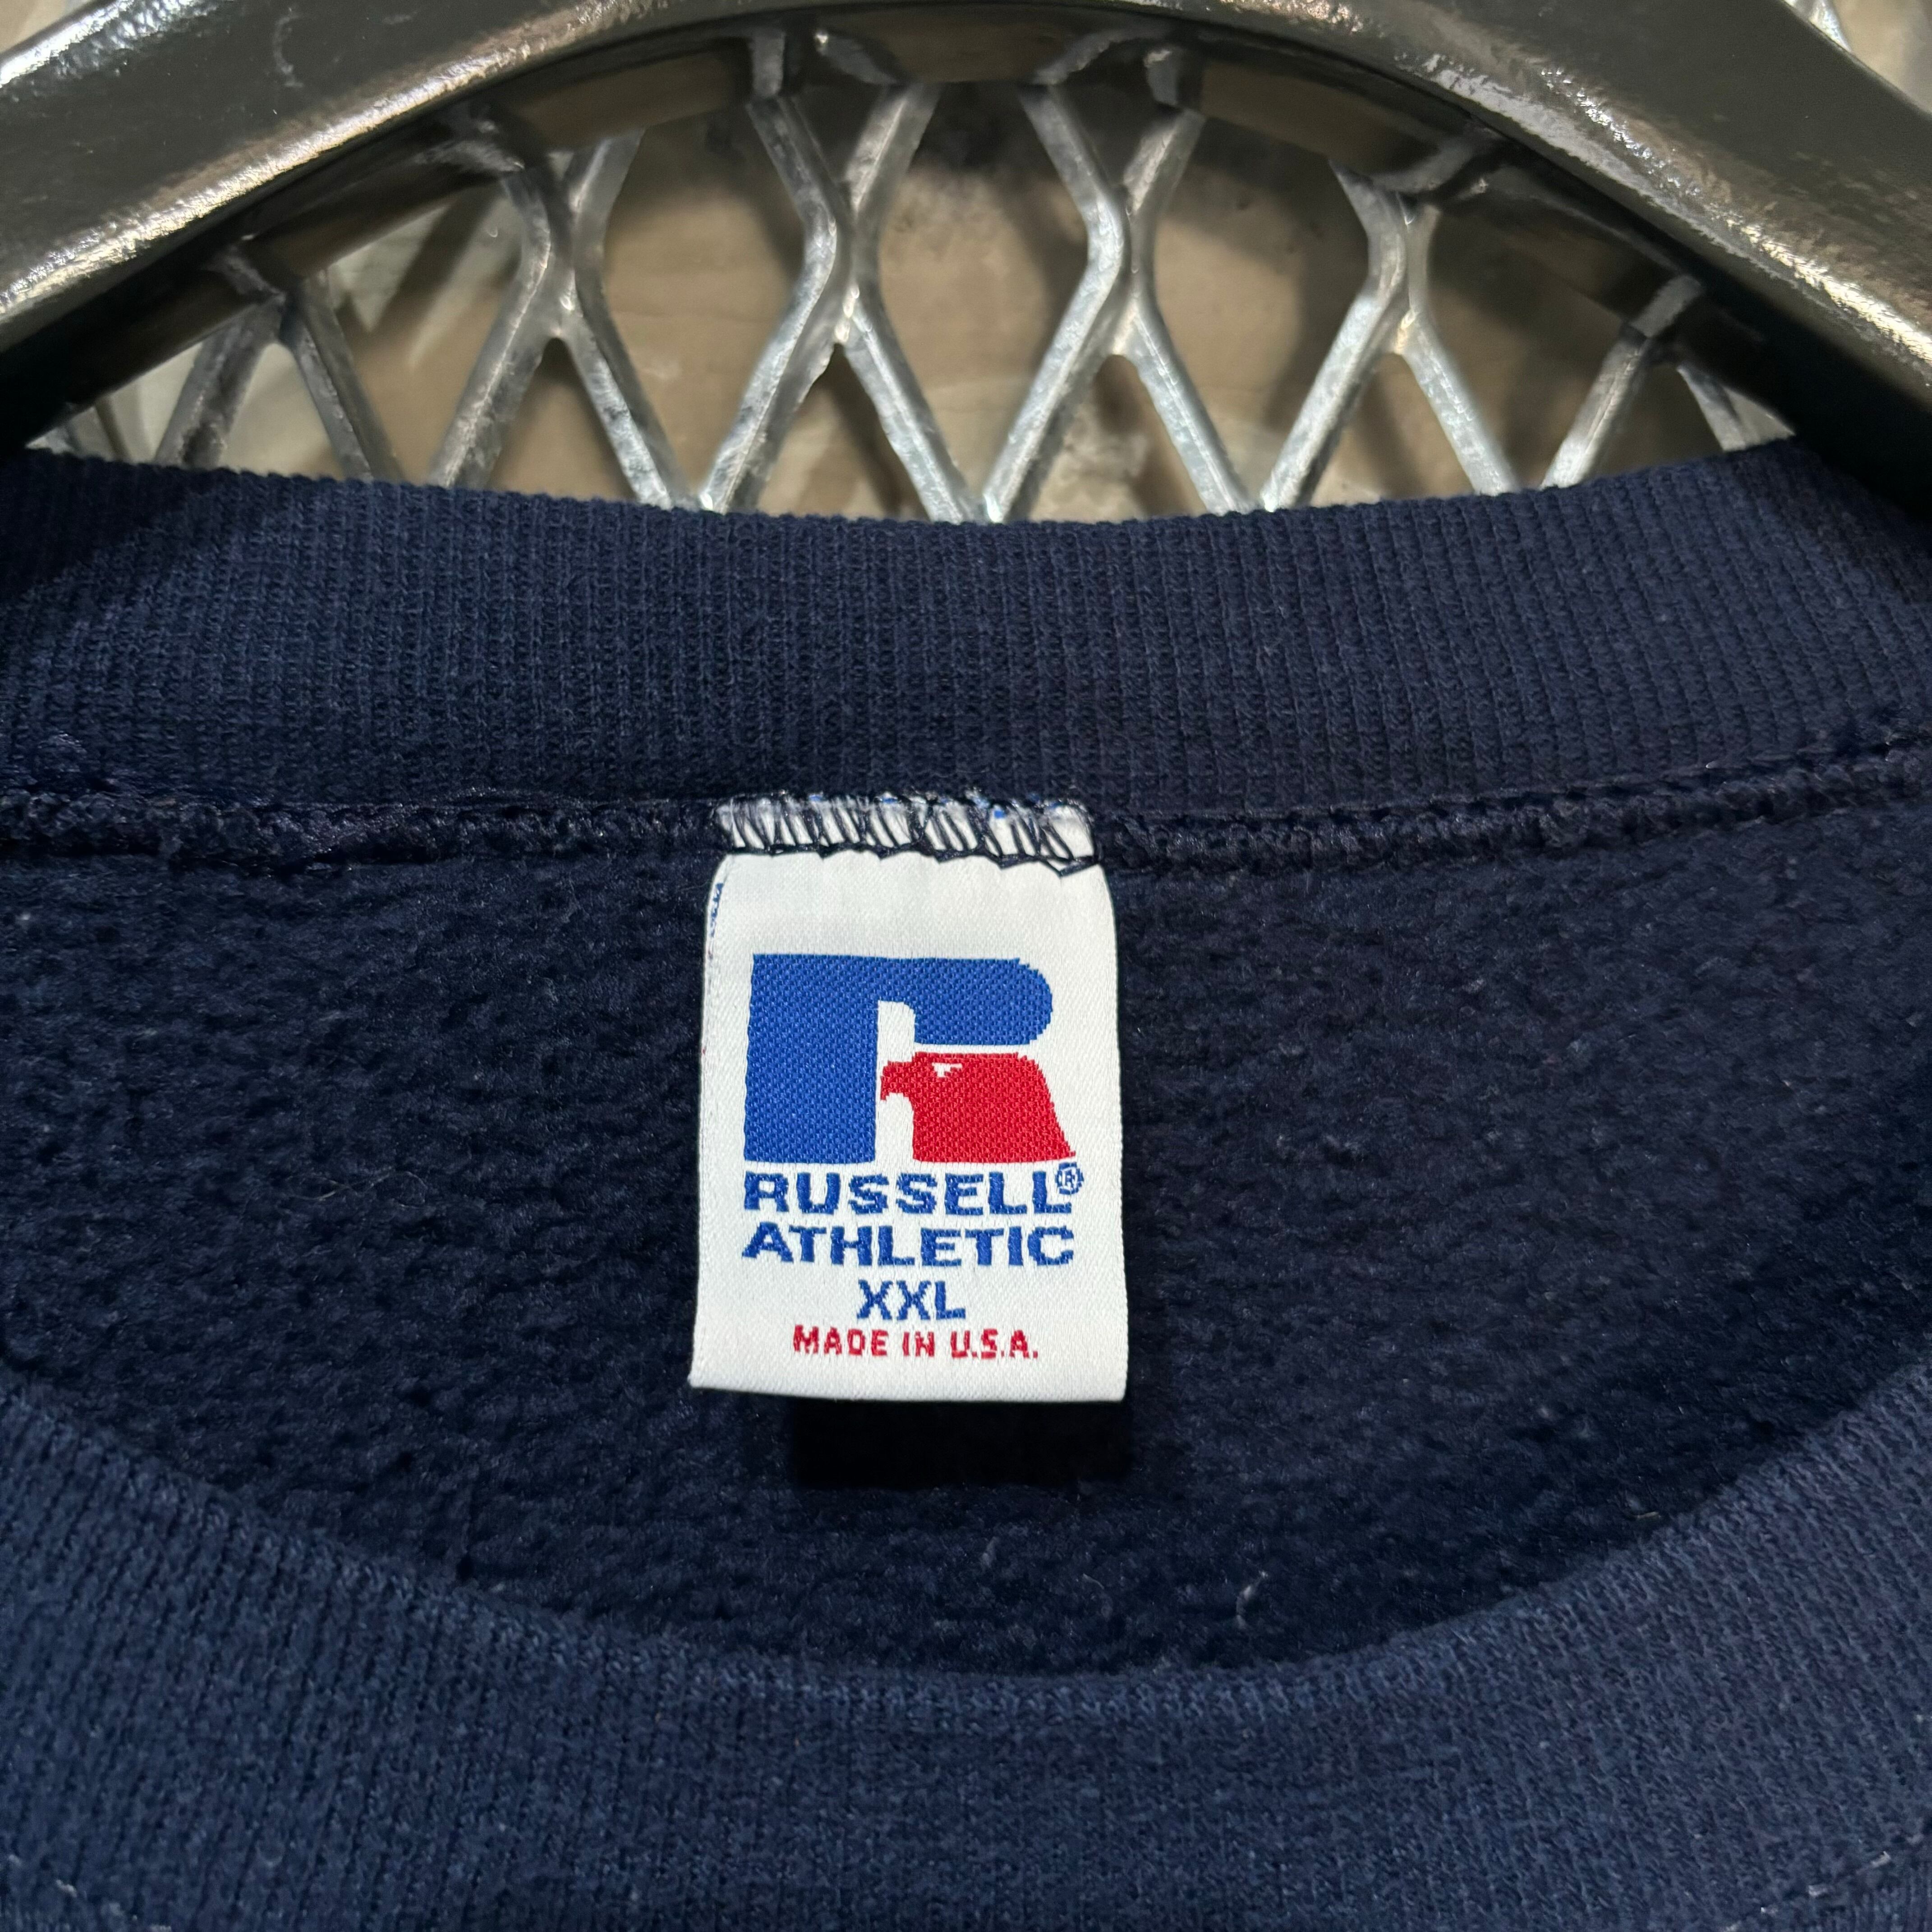 R
RUSSELL®
ATHLETIC
XXL
MADE IN U.S.A.